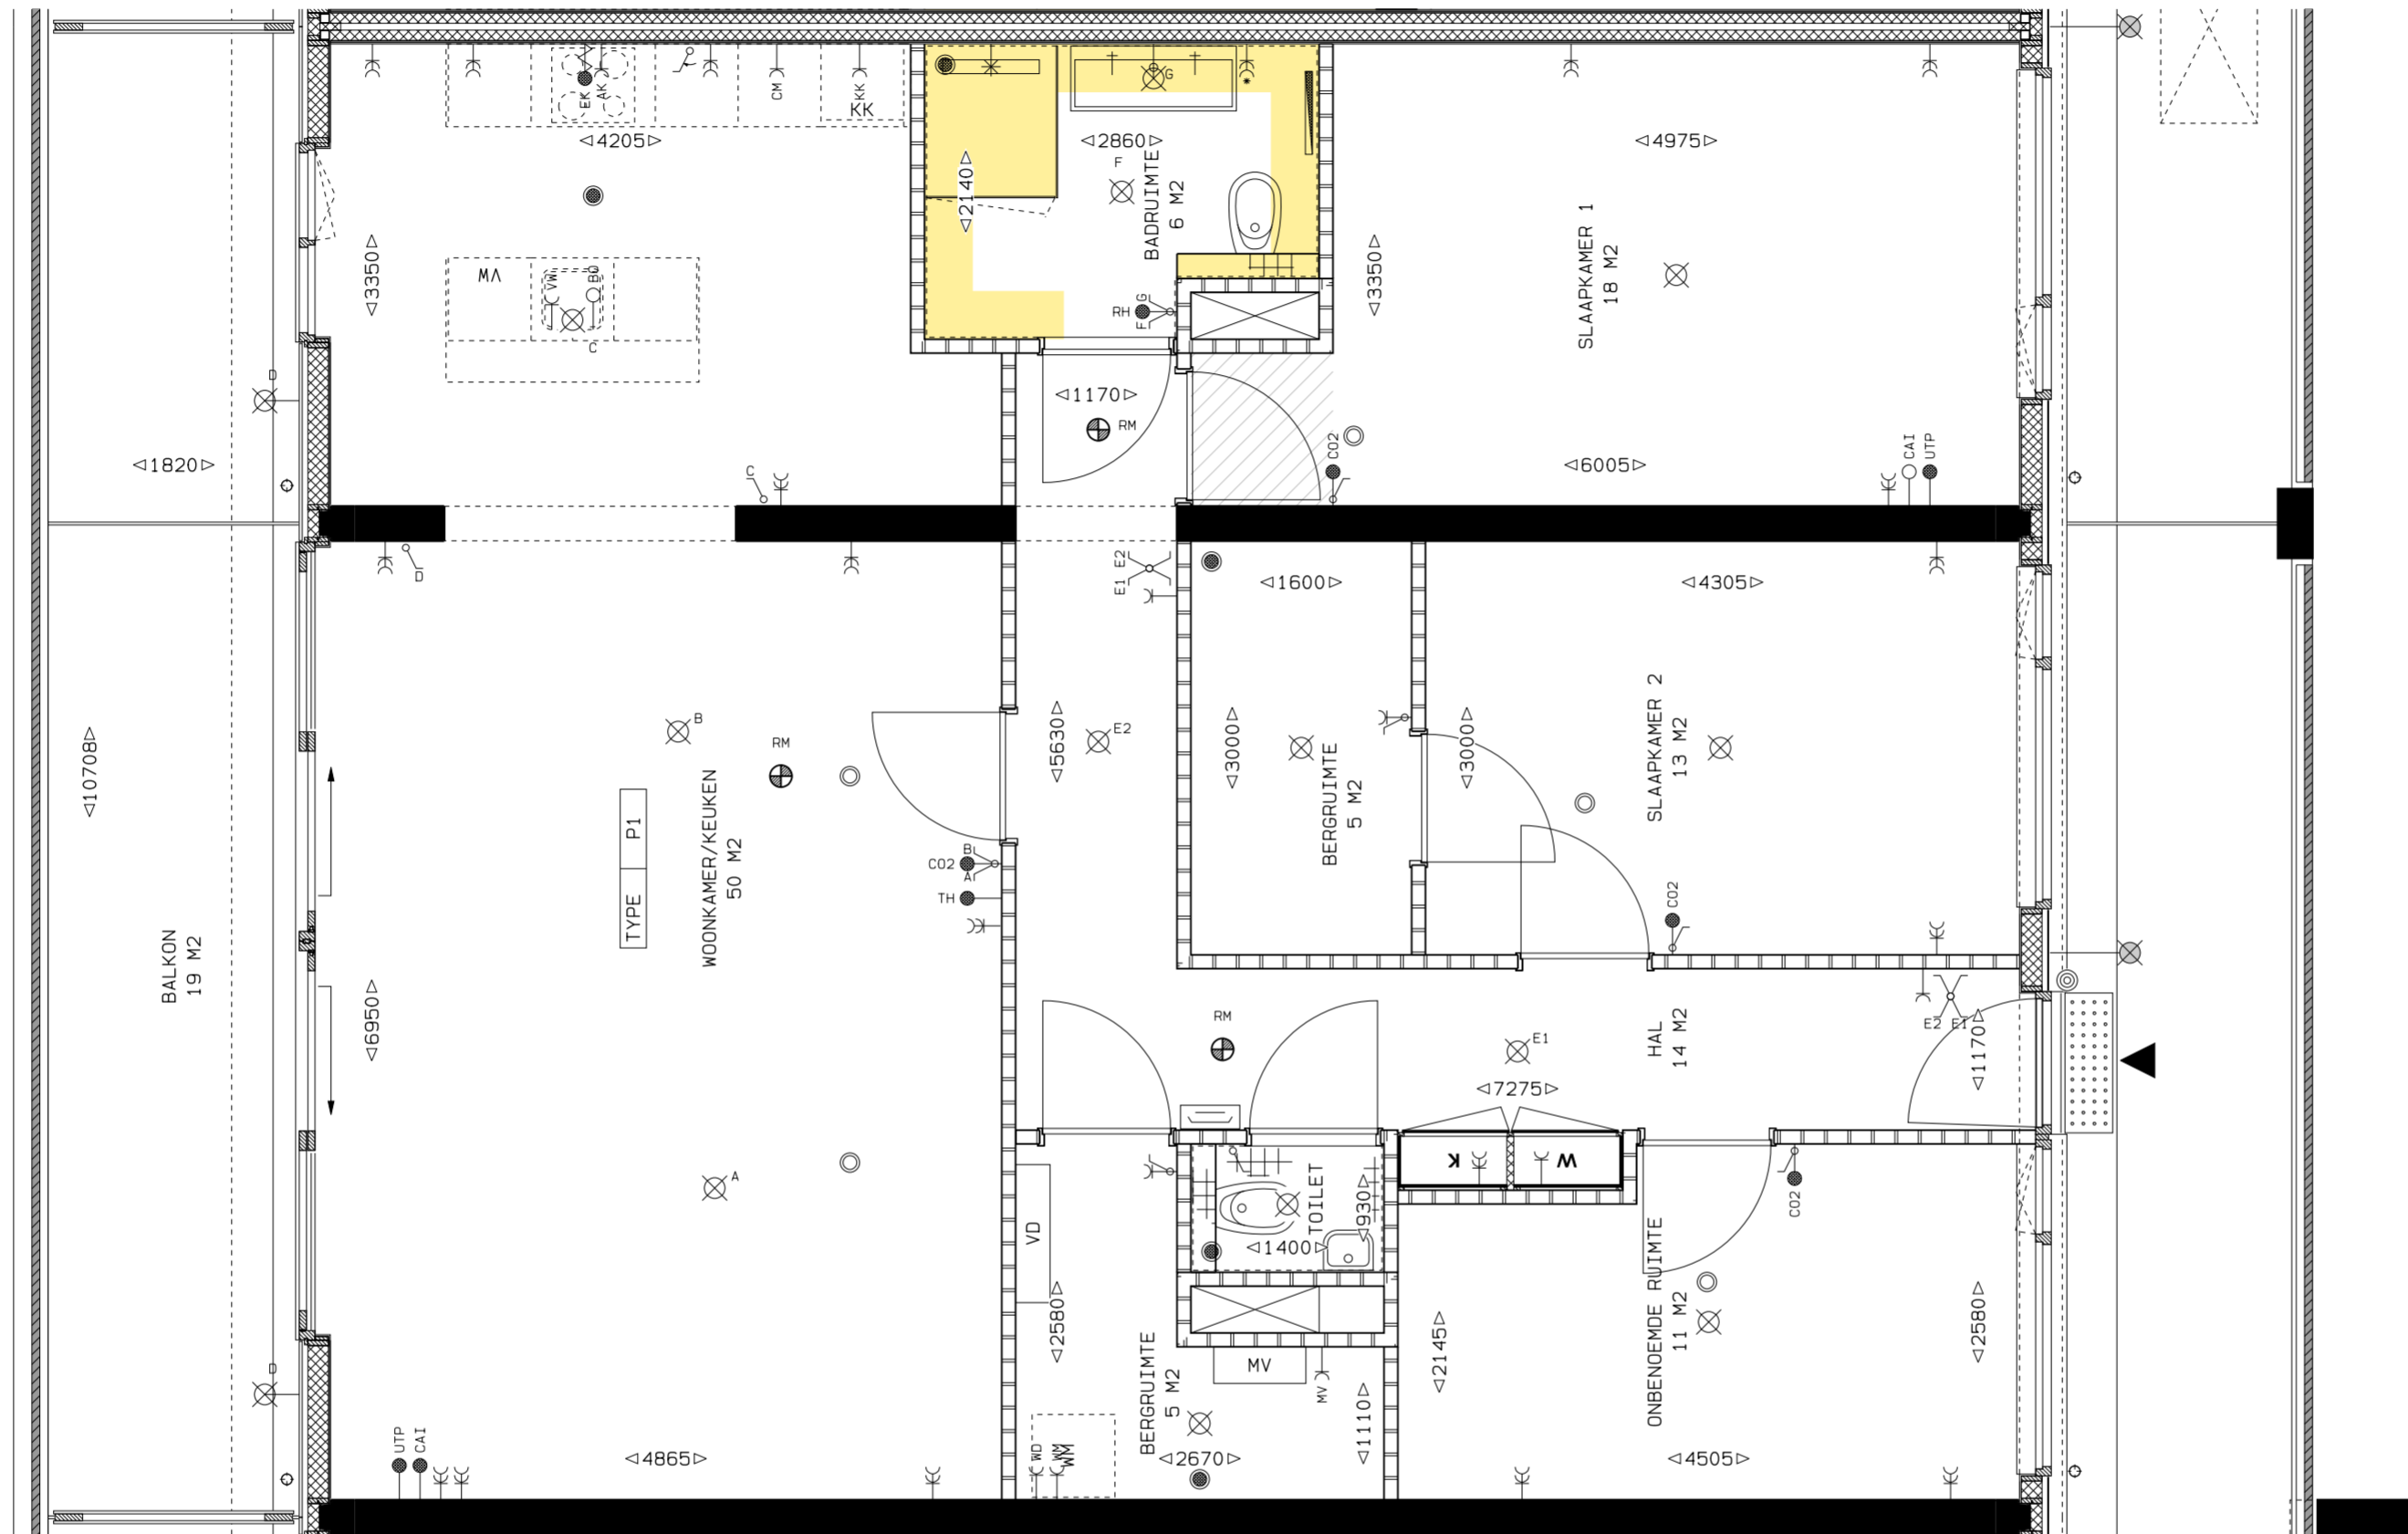 EK
AK
CM
KK
KK
G
*
4205
2860
4975
F
2140
BADRUIMTE
6 M2
SLAAPKAMER 1
18 M2
3350
3350
VW
BO
C
RH
G
F
D
1170
RM
1820
C
CO2
6005
CAI
UTP
D
E1
E2
1600
4305
B
RM
5630
E2
3000
3000
BERGRUIMTE
5 M2
SLAAPKAMER 2
13 M2
10708
TYPE
P1
WOONKAMER/KEUKEN
50 M2
CO2
B
A
TH
CO2
BALKON
19 M2
6950
RM
E1
HAL
14 M2
E2
E1
1170
7275
K
W
A
VD
TOILET
930
1400
CO2
ONBENOEMDE RUIMTE
11 M2
2580
2580
2145
D
BERGRUIMTE
5 M2
MV
MV
1110
UTP
CAI
4865
WD
WM
WM
2670
4505